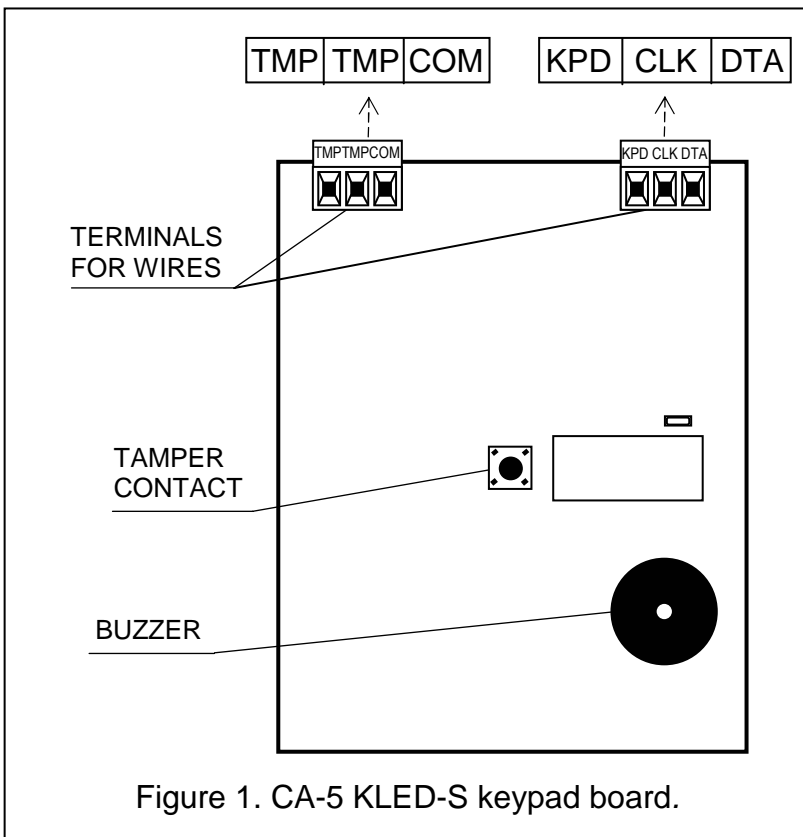 TMP TMP COM KPD CLK DTA
TMPTMPCOM KPD CLK DTA
TERMINALS
FOR WIRES
TAMPER
CONTACT
BUZZER
Figure 1. CA-5 KLED-S keypad board.